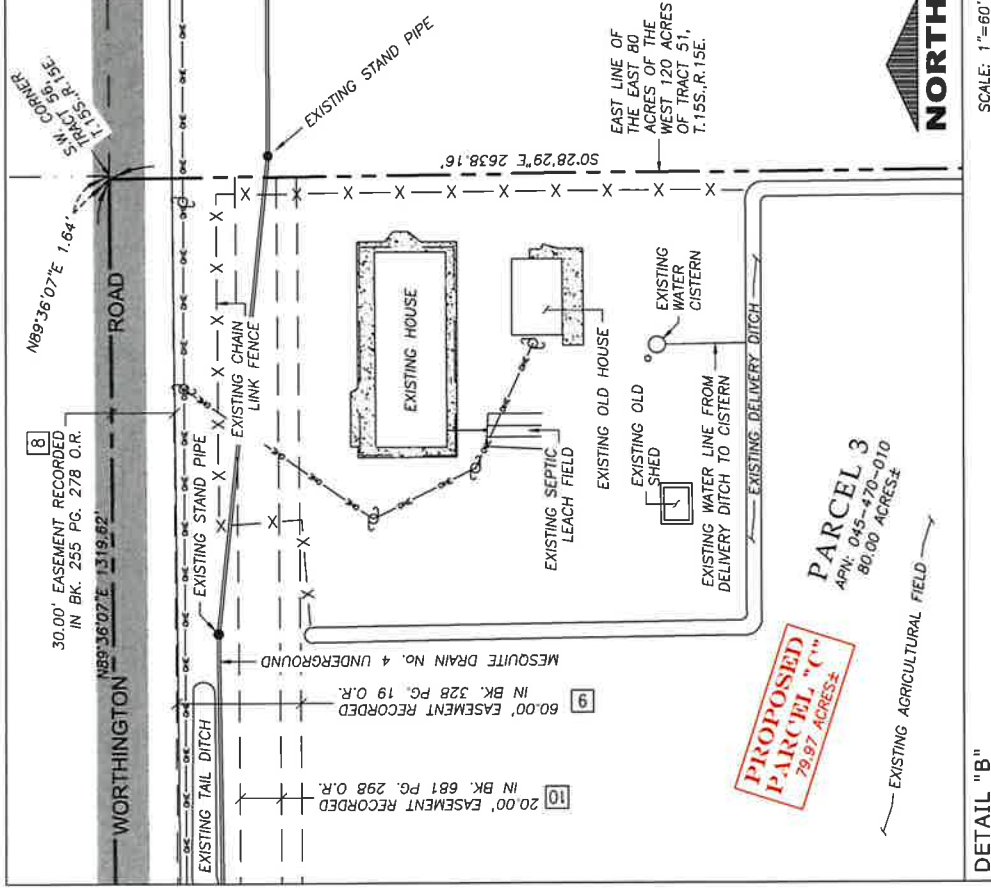 S.W. CORNER
TRACT 56,
T.15S.,R.15E.
N89°36'07"E 1.64'
8
30.00' EASEMENT RECORDED
IN BK. 255 PG. 278 O.R.
N89°36'07"E 1319.62'
WORTHINGTON
ROAD
EXISTING STAND PIPE
EXISTING STAND PIPE
EXISTING CHAIN
LINK FENCE
EXISTING TAIL DITCH
S0°28'29"E 2638.16'
EAST LINE OF
THE EAST 80
ACRES OF THE
WEST 120 ACRES
OF TRACT 51,
T.15S.,R.15E.
EXISTING HOUSE
EXISTING SEPTIC
LEACH FIELD
EXISTING OLD HOUSE
EXISTING OLD
SHED
EXISTING
WATER
CISTERN
EXISTING WATER LINE FROM
DELIVERY DITCH TO CISTERN
EXISTING DELIVERY DITCH
MESQUITE DRAIN No. 4 UNDERGROUND
60.00' EASEMENT RECORDED
IN BK. 328 PG. 19 O.R.
9
20.00' EASEMENT RECORDED
IN BK. 681 PG. 298 O.R.
10
PARCEL 3
APN: 045-470-010
80.00 ACRES±
PROPOSED
PARCEL "C"
79.97 ACRES±
EXISTING AGRICULTURAL FIELD
NORTH
SCALE: 1"=60'
DETAIL "B"